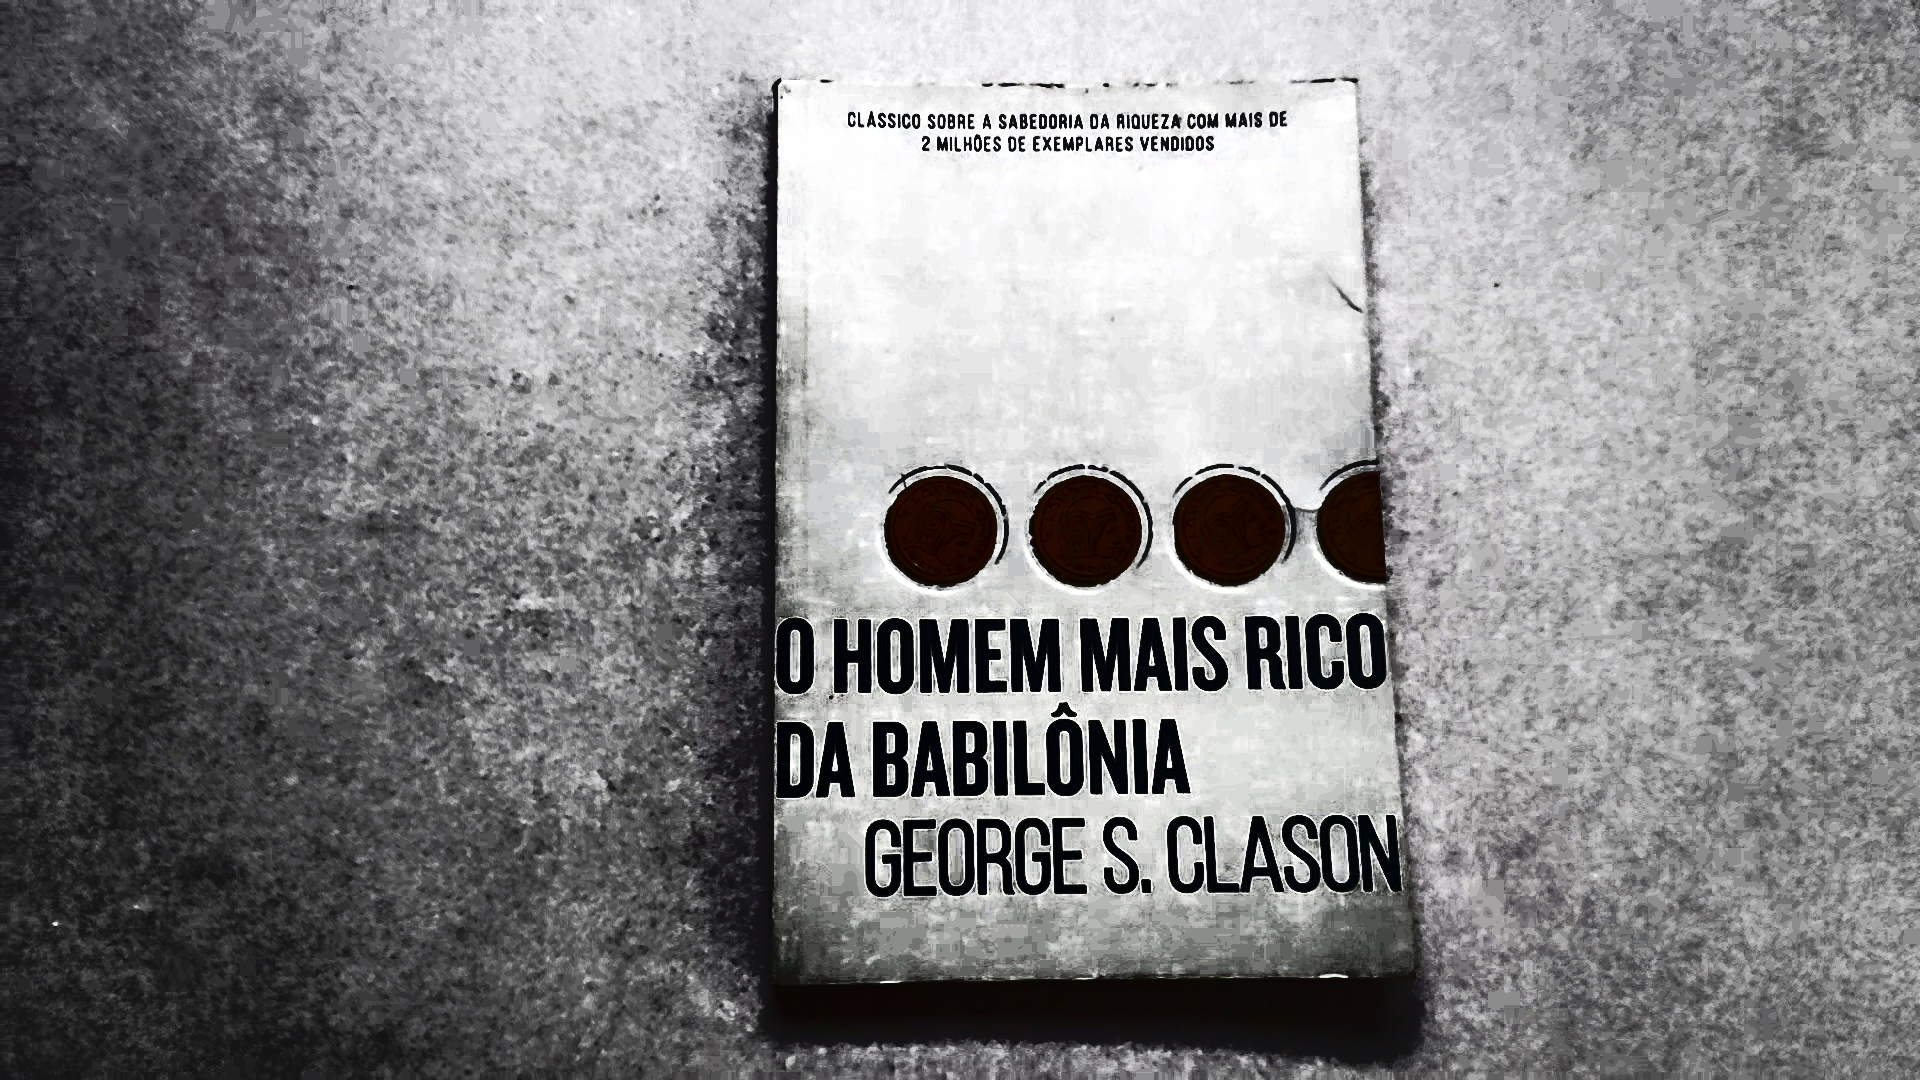 CLÁSSICO SOBRE A SABEDORIA DA RIQUEZA COM MAIS DE
2 MILHÕES DE EXEMPLARES VENDIDOS
O HOMEM MAIS RICO
DA BABILÔNIA
GEORGE S. CLASON